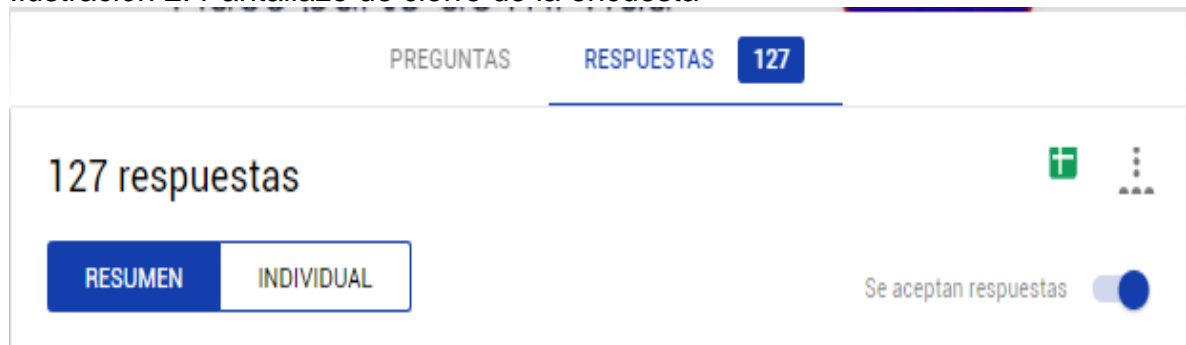 PREGUNTAS
RESPUESTAS 127
127 respuestas
RESUMEN
INDIVIDUAL
Se aceptan respuestas